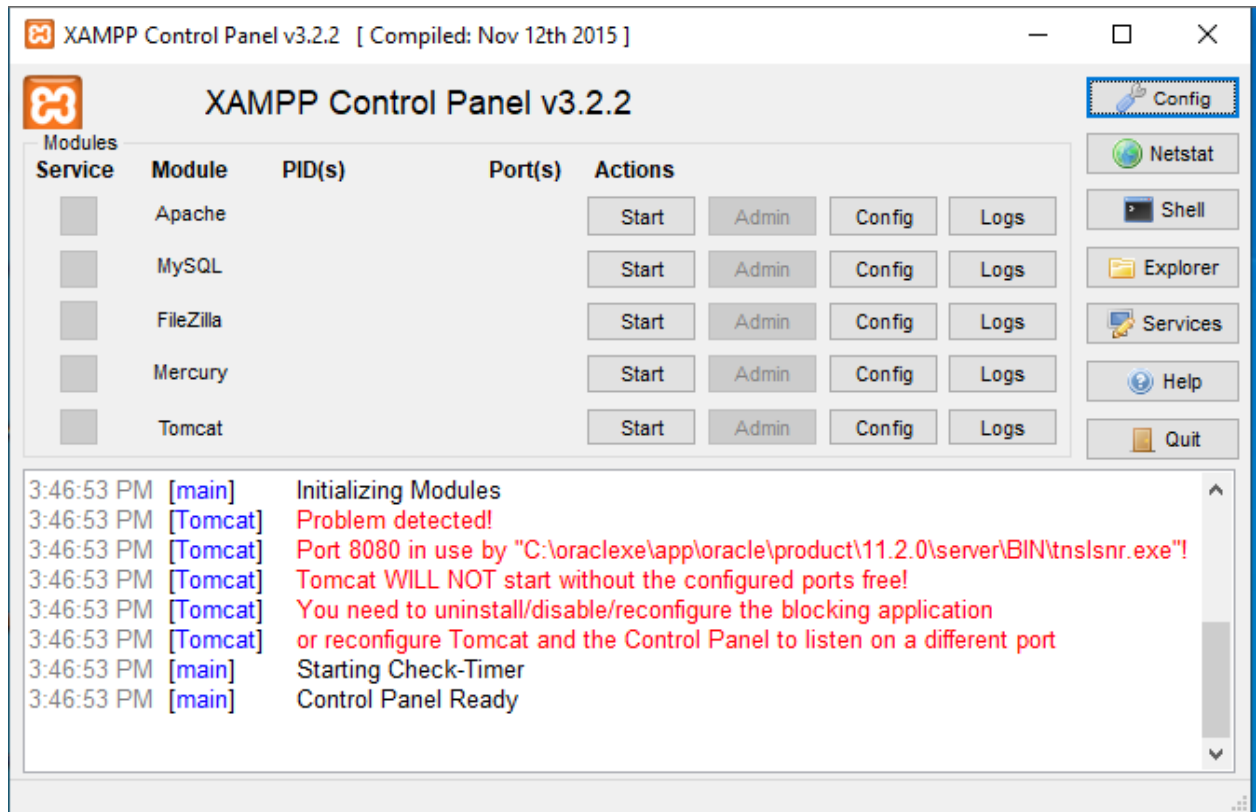 XAMPP Control Panel v3.2.2 [ Compiled: Nov 12th 2015 ]
XAMPP Control Panel v3.2.2
Config
Modules
Netstat
Service Module PID(s) Port(s) Actions
Apache Start Admin Config Logs
Shell
MySQL Start Admin Config Logs
Explorer
FileZilla Start Admin Config Logs
Services
Mercury Start Admin Config Logs
Help
Tomcat Start Admin Config Logs
Quit
3:46:53 PM [main] Initializing Modules
3:46:53 PM [Tomcat] Problem detected!
3:46:53 PM [Tomcat] Port 8080 in use by "C:\oraclexe\app\oracle\product\11.2.0\server\BIN\tnslsnr.exe"!
3:46:53 PM [Tomcat] Tomcat WILL NOT start without the configured ports free!
3:46:53 PM [Tomcat] You need to uninstall/disable/reconfigure the blocking application
3:46:53 PM [Tomcat] or reconfigure Tomcat and the Control Panel to listen on a different port
3:46:53 PM [main] Starting Check-Timer
3:46:53 PM [main] Control Panel Ready